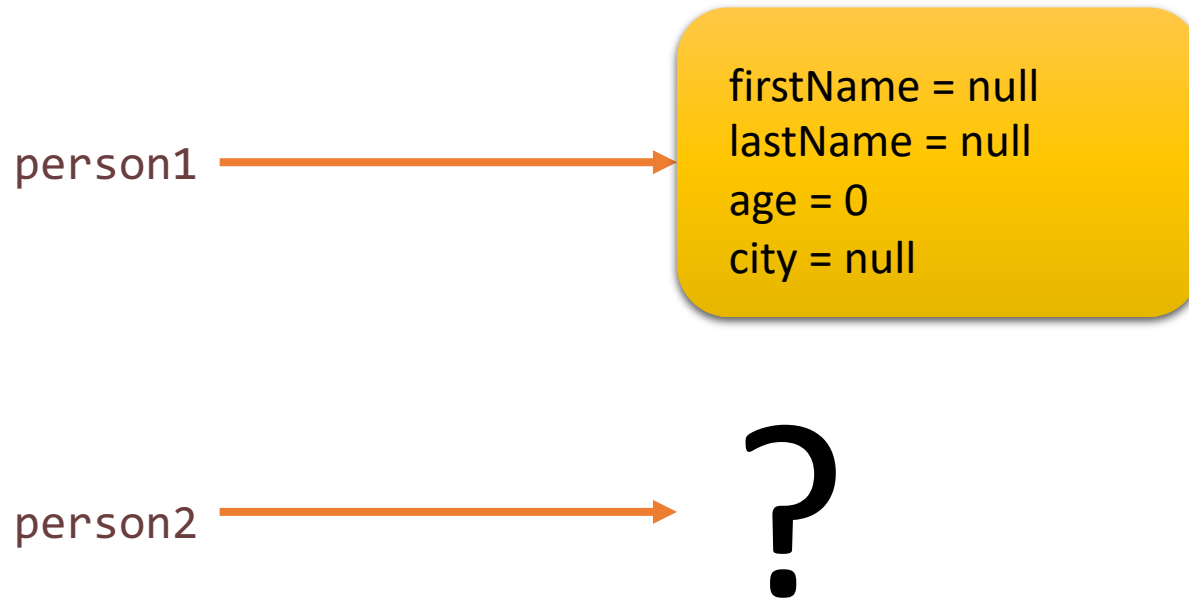 firstName = null
lastName = null
person1
age = 0
city = null
?
person2